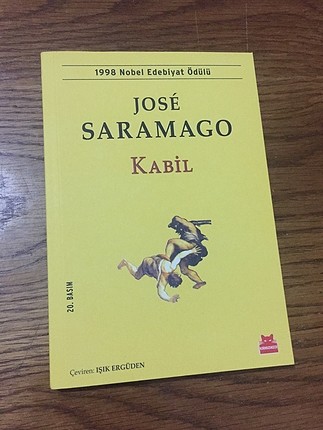 1998 Nobel Edebiyat Ödülü
JOSÉ
SARAMAGO
KABİL
20. BASIM
Çeviren: IŞIK ERGÜDEN